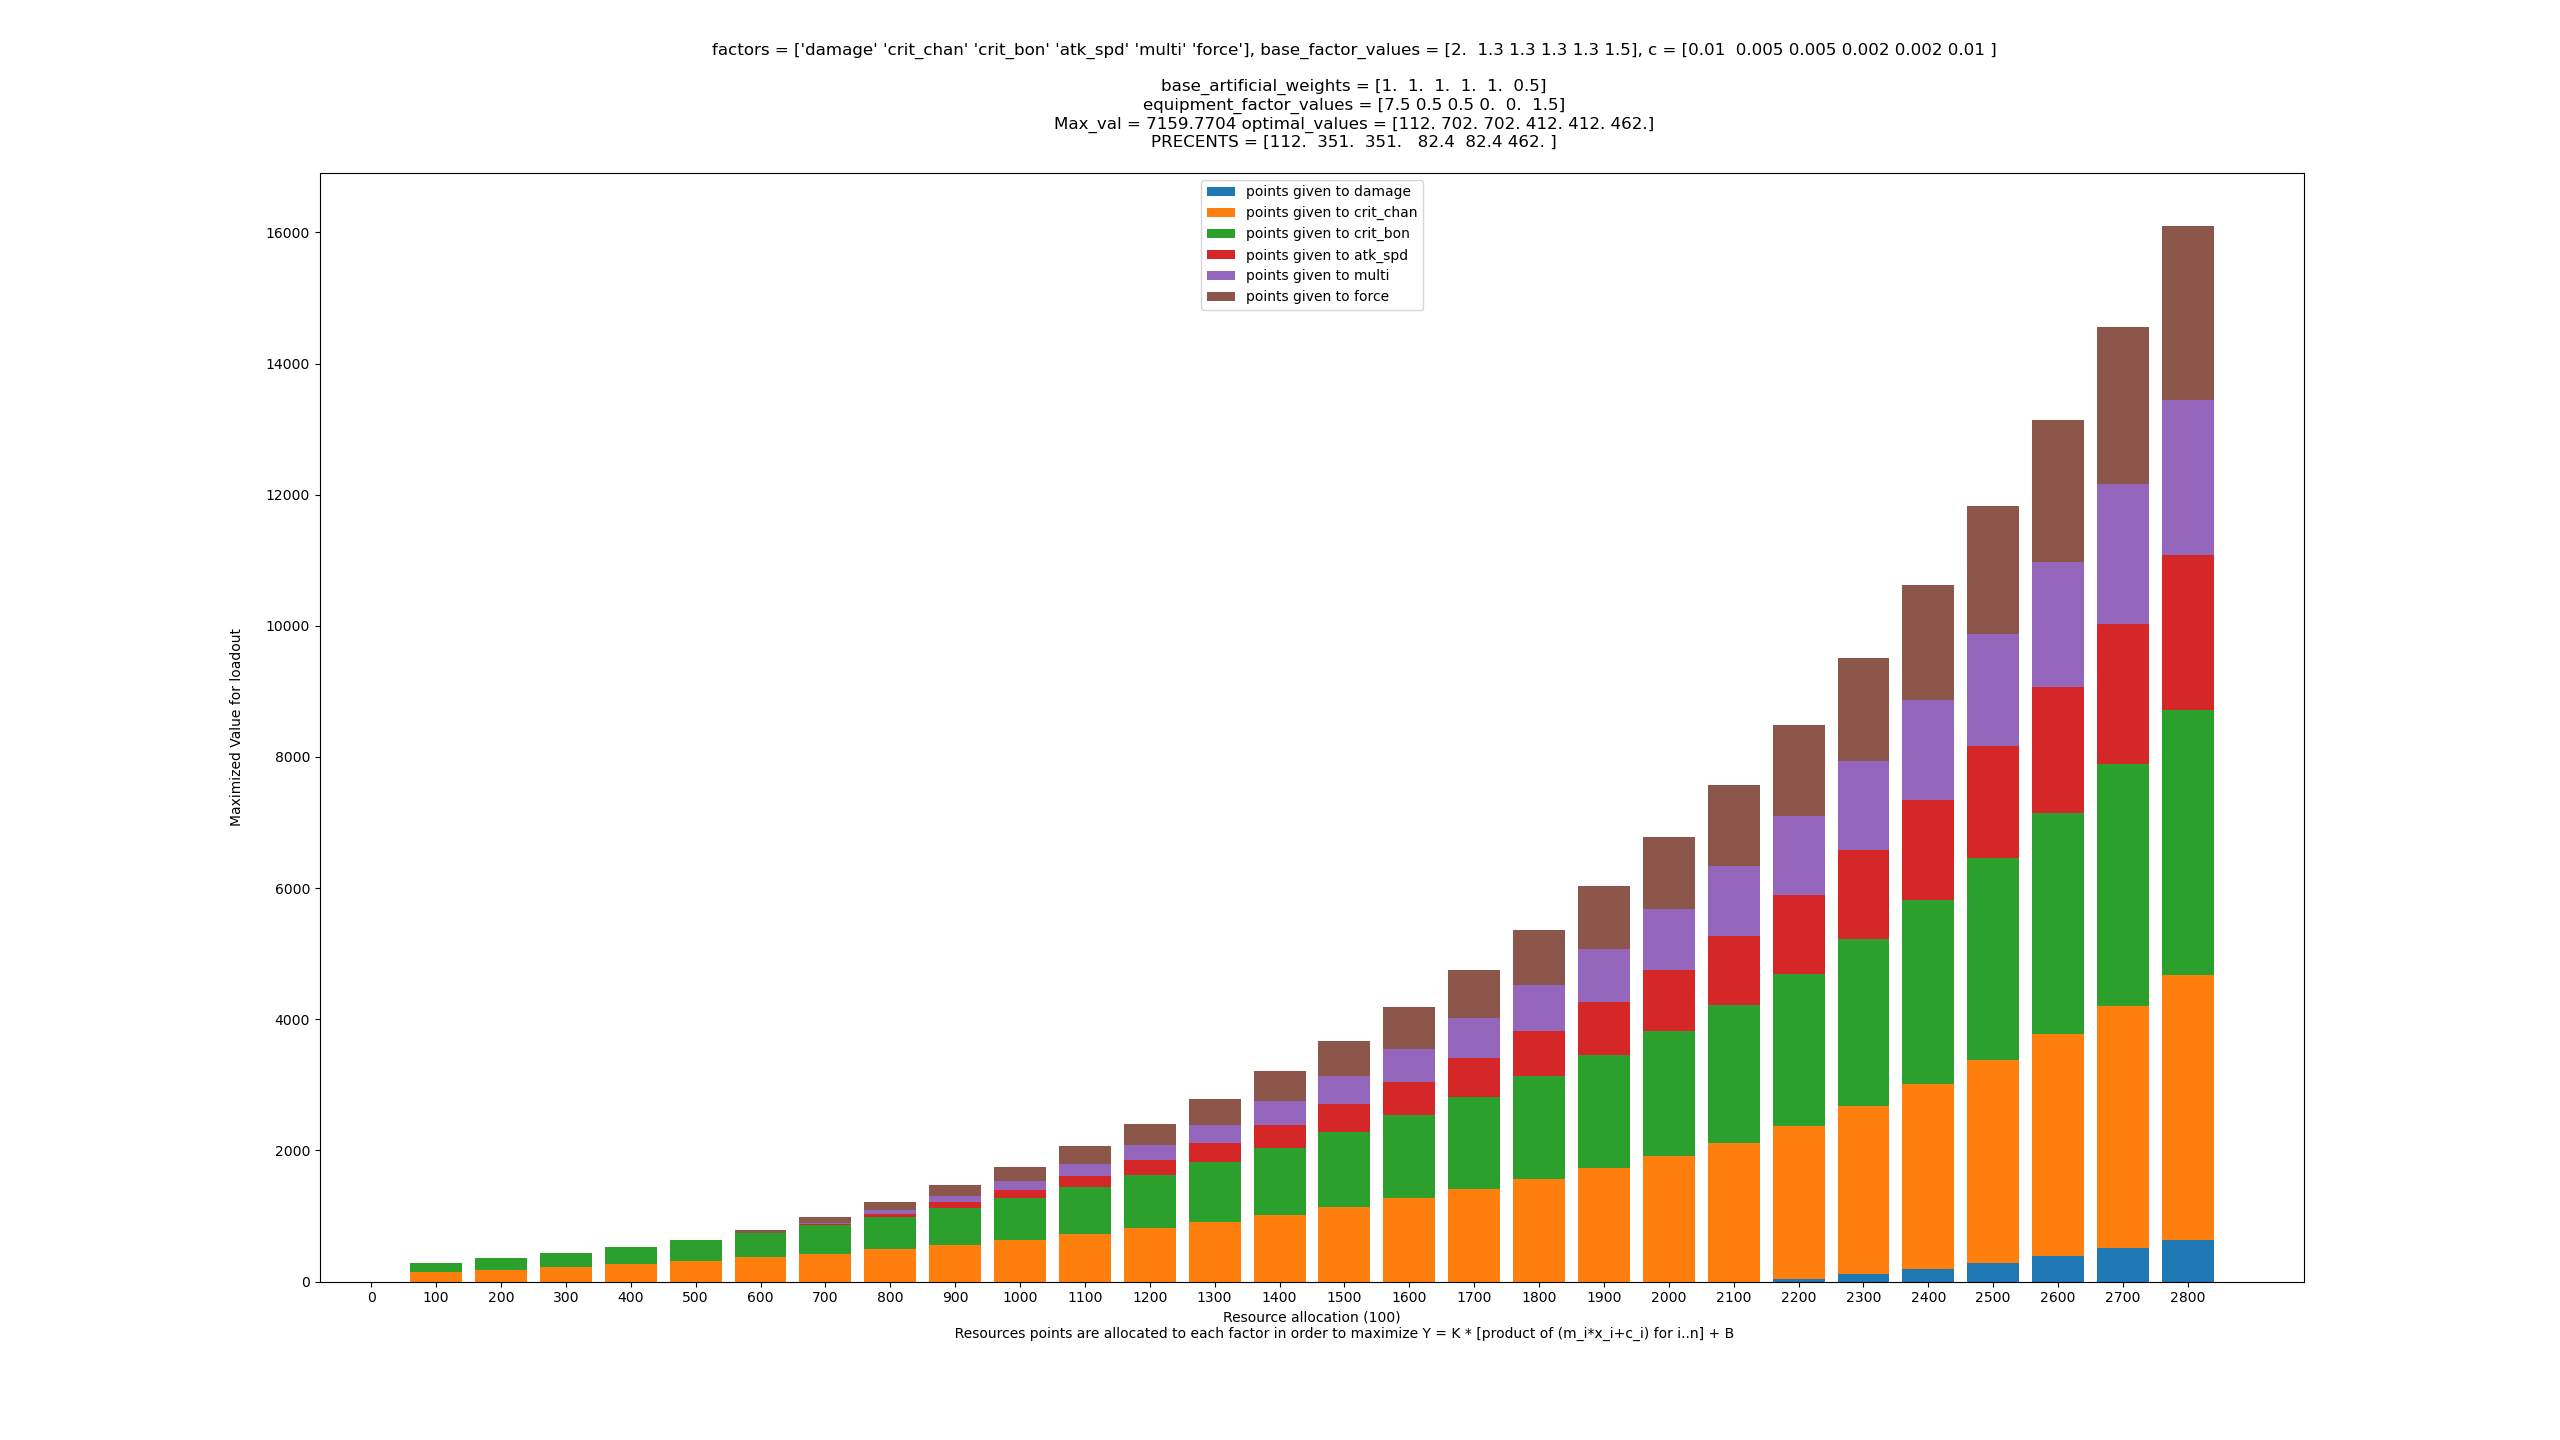 factors = ['damage' 'crit_chan' 'crit_bon' 'atk_spd' 'multi' 'force'], base_factor_values = [2.  1.3 1.3 1.3 1.3 1.5], c = [0.01  0.005 0.005 0.002 0.002 0.01 ]
base_artificial_weights = [1.  1.  1.  1.  1.  0.5]
equipment_factor_values = [7.5 0.5 0.5 0.  0.  1.5]
Max_val = 7159.7704 optimal_values = [112. 702. 702. 412. 412. 462.]
PRECENTS = [112.  351.  351.   82.4  82.4 462. ]
points given to damage
points given to crit_chan
points given to crit_bon
points given to atk_spd
points given to multi
points given to force
16000
14000
12000
10000
8000
6000
4000
2000
0
Maximized Value for loadout
0 100 200 300 400 500 600 700 800 900 1000 1100 1200 1300 1400 1500 1600 1700 1800 1900 2000 2100 2200 2300 2400 2500 2600 2700 2800
Resource allocation (100)
Resources points are allocated to each factor in order to maximize Y = K * [product of (m_i*x_i+c_i) for i..n] + B